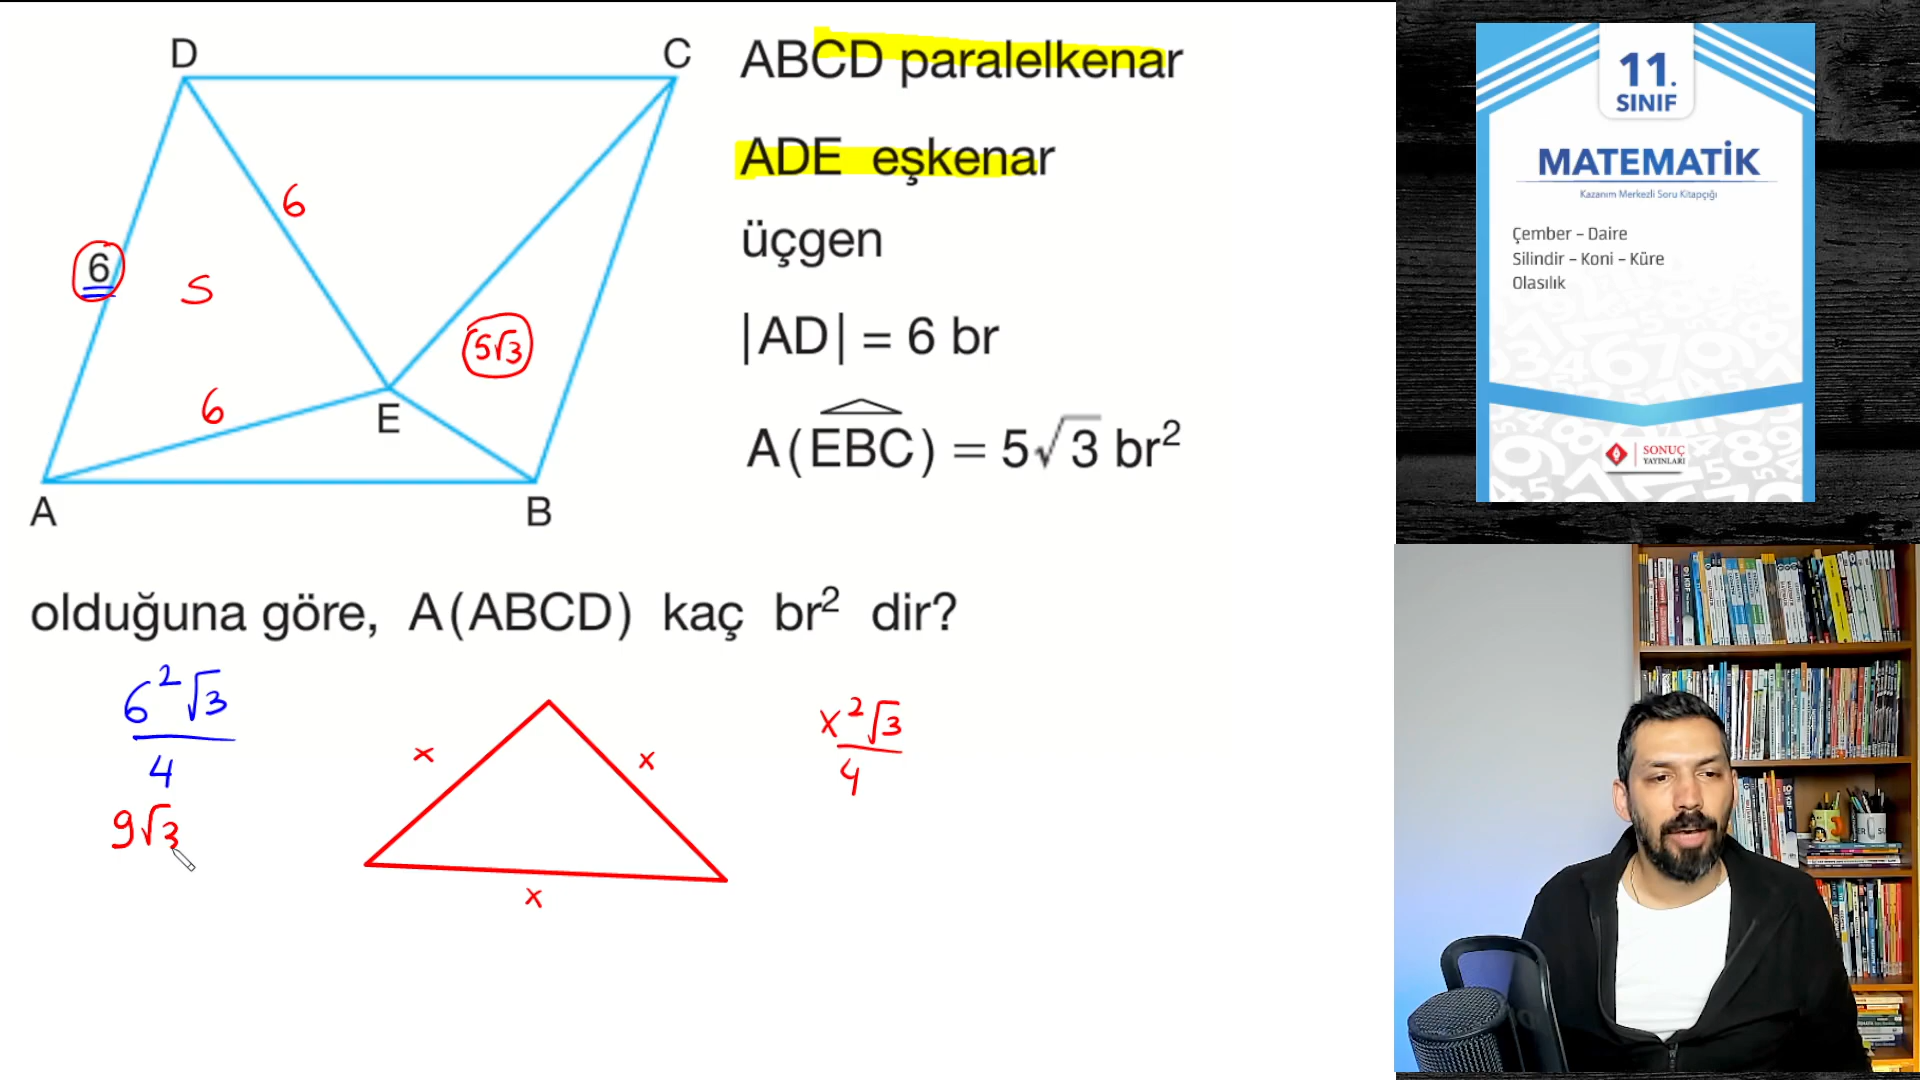 D
C
ABCD paralelkenar
ADE eşkenar
üçgen
|AD| = 6 br
A(EBC) = 5√3 br²
6
6
S
5√3
6
E
A
B
olduğuna göre, A(ABCD) kaç br² dir?
6²√3
4
9√3
x
x
x
x²√3
4
11.
SINIF
MATEMATİK
Kazanım Merkezli Soru Kitapçığı
Çember – Daire
Silindir – Koni – Küre
Olasılık
SONUÇ
YAYINLARI